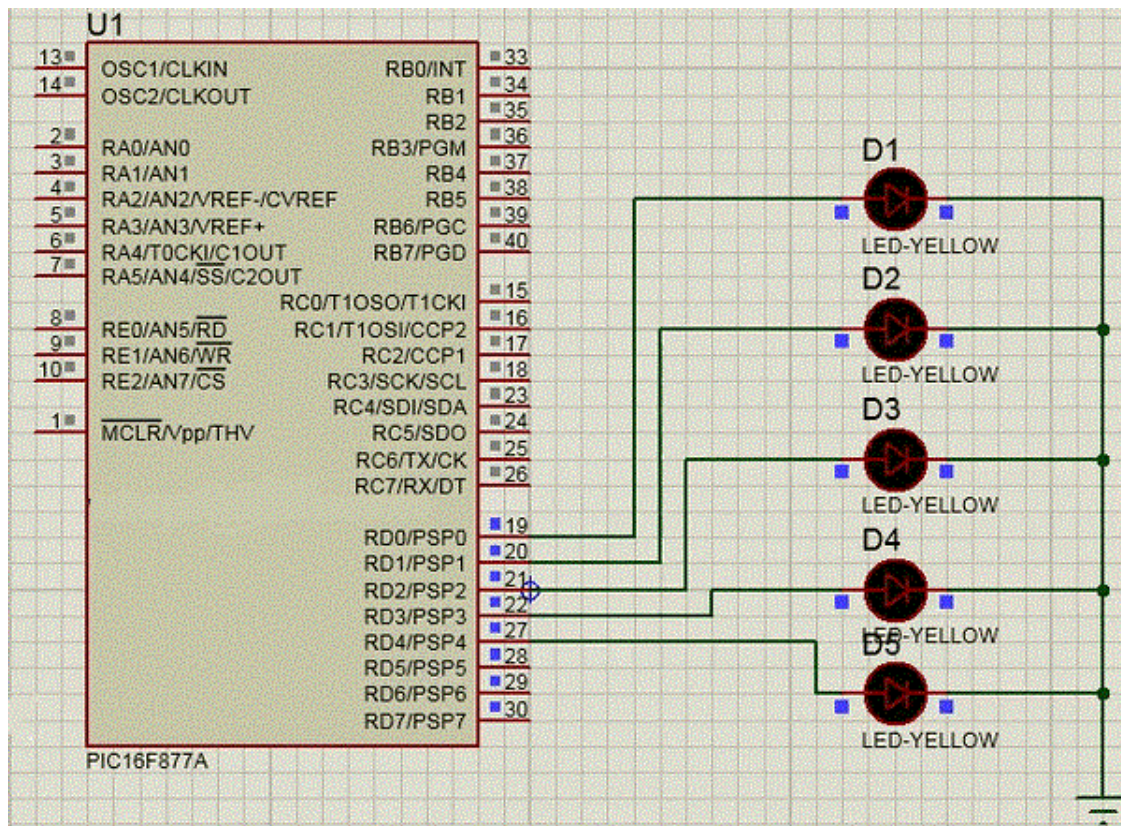 U1
13
OSC1/CLKIN
14
OSC2/CLKOUT
2
RA0/AN0
3
RA1/AN1
4
RA2/AN2/VREF-/CVREF
5
RA3/AN3/VREF+
6
RA4/T0CKI/C1OUT
7
RA5/AN4/SS/C2OUT
8
RE0/AN5/RD
9
RE1/AN6/WR
10
RE2/AN7/CS
1
MCLR/Vpp/THV
RB0/INT
33
RB1
34
RB2
35
RB3/PGM
36
RB4
37
RB5
38
RB6/PGC
39
RB7/PGD
40
RC0/T1OSO/T1CKI
15
RC1/T1OSI/CCP2
16
RC2/CCP1
17
RC3/SCK/SCL
18
RC4/SDI/SDA
23
RC5/SDO
24
RC6/TX/CK
25
RC7/RX/DT
26
RD0/PSP0
19
RD1/PSP1
20
RD2/PSP2
21
RD3/PSP3
22
RD4/PSP4
27
RD5/PSP5
28
RD6/PSP6
29
RD7/PSP7
30
PIC16F877A
D1
LED-YELLOW
D2
LED-YELLOW
D3
LED-YELLOW
D4
LED-YELLOW
D5
LED-YELLOW